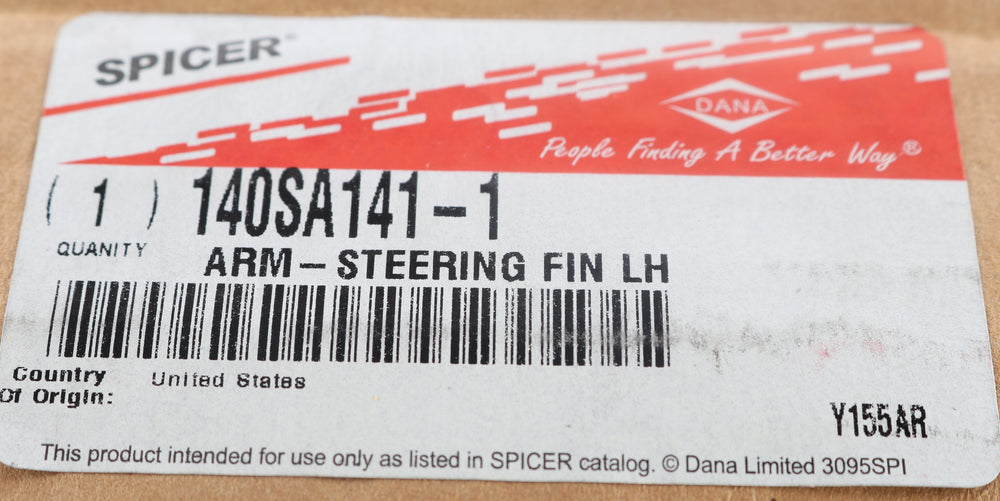 SPICER®
DANA
People Finding A Better Way®
( 1 ) 140SA141-1
QUANITY
ARM-STEERING FIN LH
Country Of Origin: United States
Y155AR
This product intended for use only as listed in SPICER catalog. © Dana Limited 3095SPI